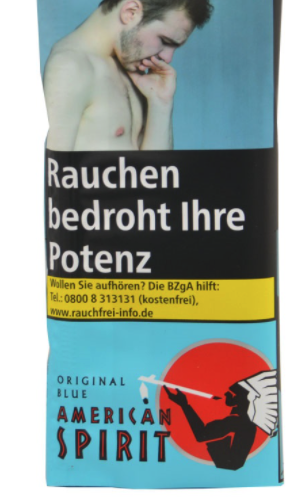 Rauchen
bedroht Ihre
Potenz
Wollen Sie aufhören? Die BZgA hilft:
Tel.: 0800 8 313131 (kostenfrei),
www.rauchfrei-info.de
ORIGINAL
BLUE
AMERICAN
SPIRIT